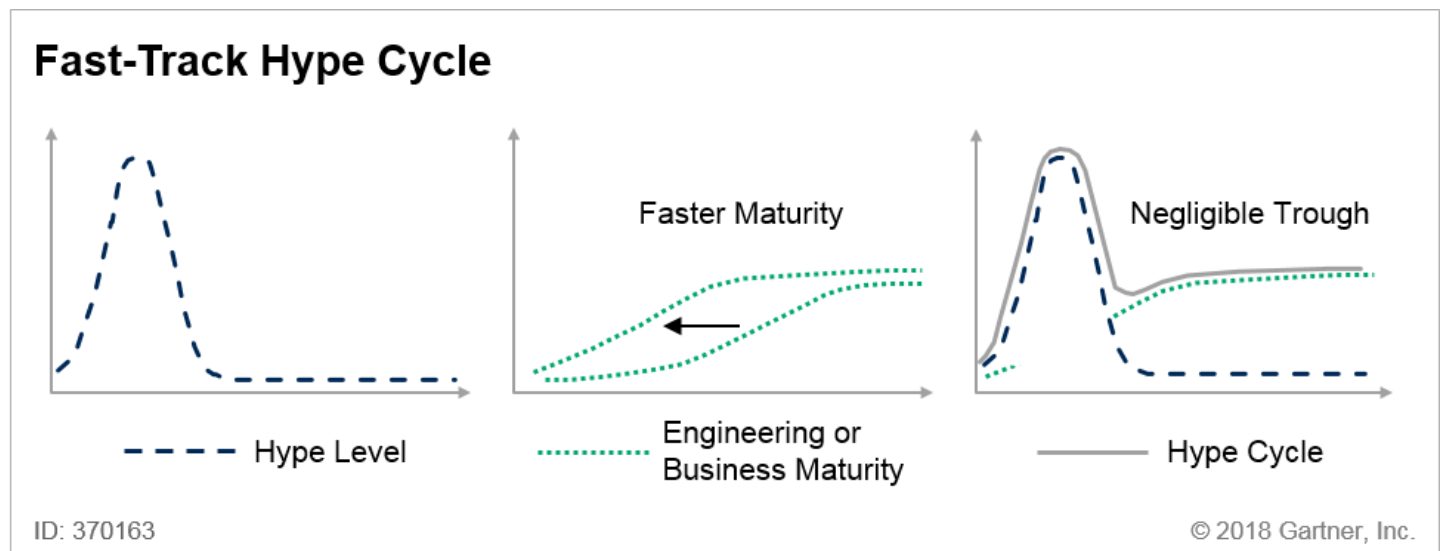 Fast-Track Hype Cycle
Faster Maturity
Negligible Trough
Hype Level
Engineering or
Business Maturity
Hype Cycle
ID: 370163
© 2018 Gartner, Inc.